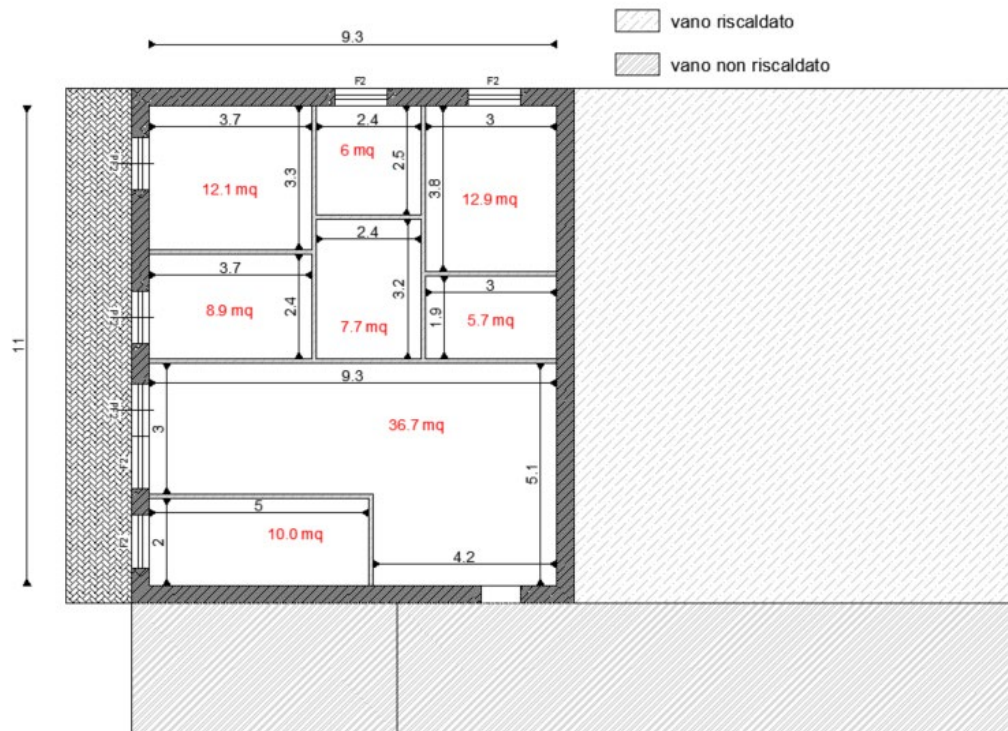 vano riscaldato
9.3
vano non riscaldato
F2
F2
3.7
2.4
3
6 mq
2.5
3.3
3.8
12.1 mq
12.9 mq
2.4
3.7
3
8.9 mq
2.4
3.2
7.7 mq
1.9
5.7 mq
11
9.3
3
36.7 mq
F2
5.1
5
2
10.0 mq
F2
4.2